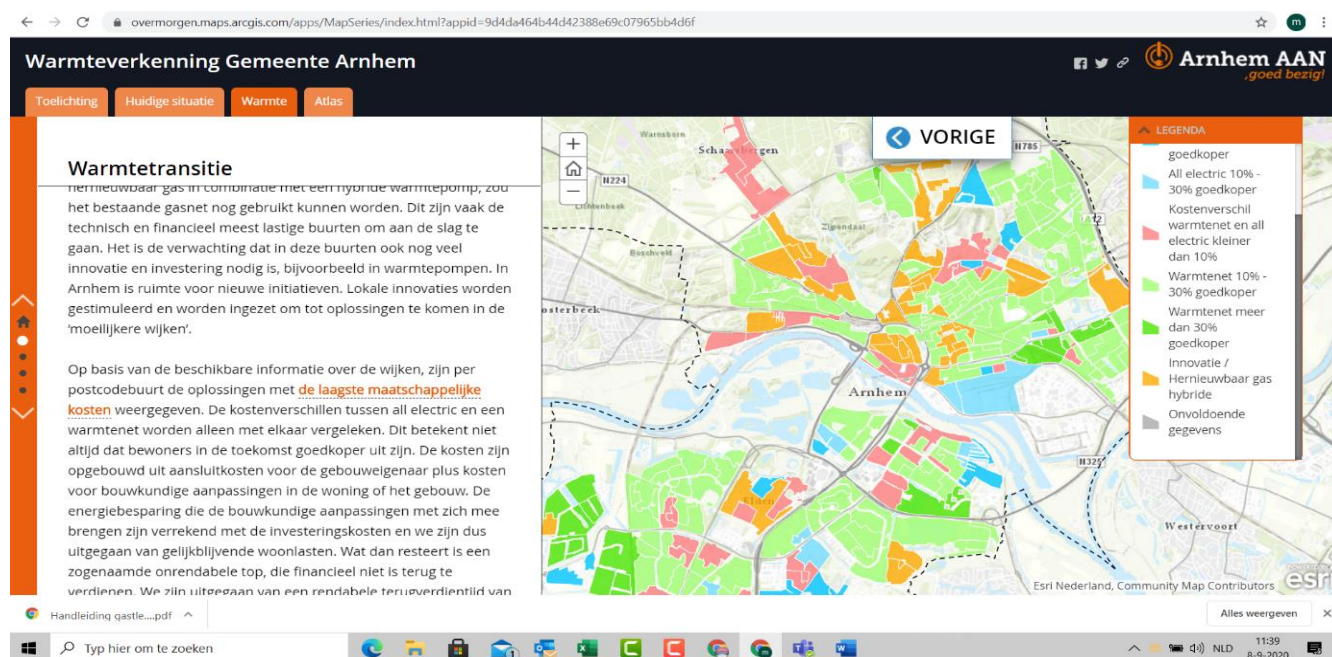 overmorgen.maps.arcgis.com/apps/MapSeries/index.html?appid=9d4da464b44d42388e69c07965bb4d6f
m
Warmteverkenning Gemeente Arnhem
Arnhem AAN
,goed bezig!
Toelichting
Huidige situatie
Warmte
Atlas
Warmtetransitie
hernieuwbaar gas in combinatie met een hybride warmtepomp, zou
het bestaande gasnet nog gebruikt kunnen worden. Dit zijn vaak de
technisch en financieel meest lastige buurten om aan de slag te
gaan. Het is de verwachting dat in deze buurten ook nog veel
innovatie en investering nodig is, bijvoorbeeld in warmtepompen. In
Arnhem is ruimte voor nieuwe initiatieven. Lokale innovaties worden
gestimuleerd en worden ingezet om tot oplossingen te komen in de
'moeilijkere wijken'.
Op basis van de beschikbare informatie over de wijken, zijn per
postcodebuurt de oplossingen met de laagste maatschappelijke
kosten weergegeven. De kostenverschillen tussen all electric en een
warmtenet worden alleen met elkaar vergeleken. Dit betekent niet
altijd dat bewoners in de toekomst goedkoper uit zijn. De kosten zijn
opgebouwd uit aansluitkosten voor de gebouweigenaar plus kosten
voor bouwkundige aanpassingen in de woning of het gebouw. De
energiebesparing die de bouwkundige aanpassingen met zich mee
brengen zijn verrekend met de investeringskosten en we zijn dus
uitgegaan van gelijkblijvende woonlasten. Wat dan resteert is een
zogenaamde onrendabele top, die financieel niet is terug te
verdienen. We zijn uitgegaan van een rendabele terugverdientijd van
+
−
VORIGE
Warnsborn
Schaarsbergen
N785
N224
Lichtenbeek
Zijpendaal
Boschveld
A12
Oosterbeek
Arnhem
N325
Elden
Westervoort
LEGENDA
goedkoper
All electric 10% -
30% goedkoper
Kostenverschil
warmtenet en all
electric kleiner
dan 10%
Warmtenet 10% -
30% goedkoper
Warmtenet meer
dan 30%
goedkoper
Innovatie /
Hernieuwbaar gas
hybride
Onvoldoende
gegevens
Esri Nederland, Community Map Contributors
esri
Handleiding gastle....pdf
Alles weergeven
Typ hier om te zoeken
NLD
11:39
8-9-2020